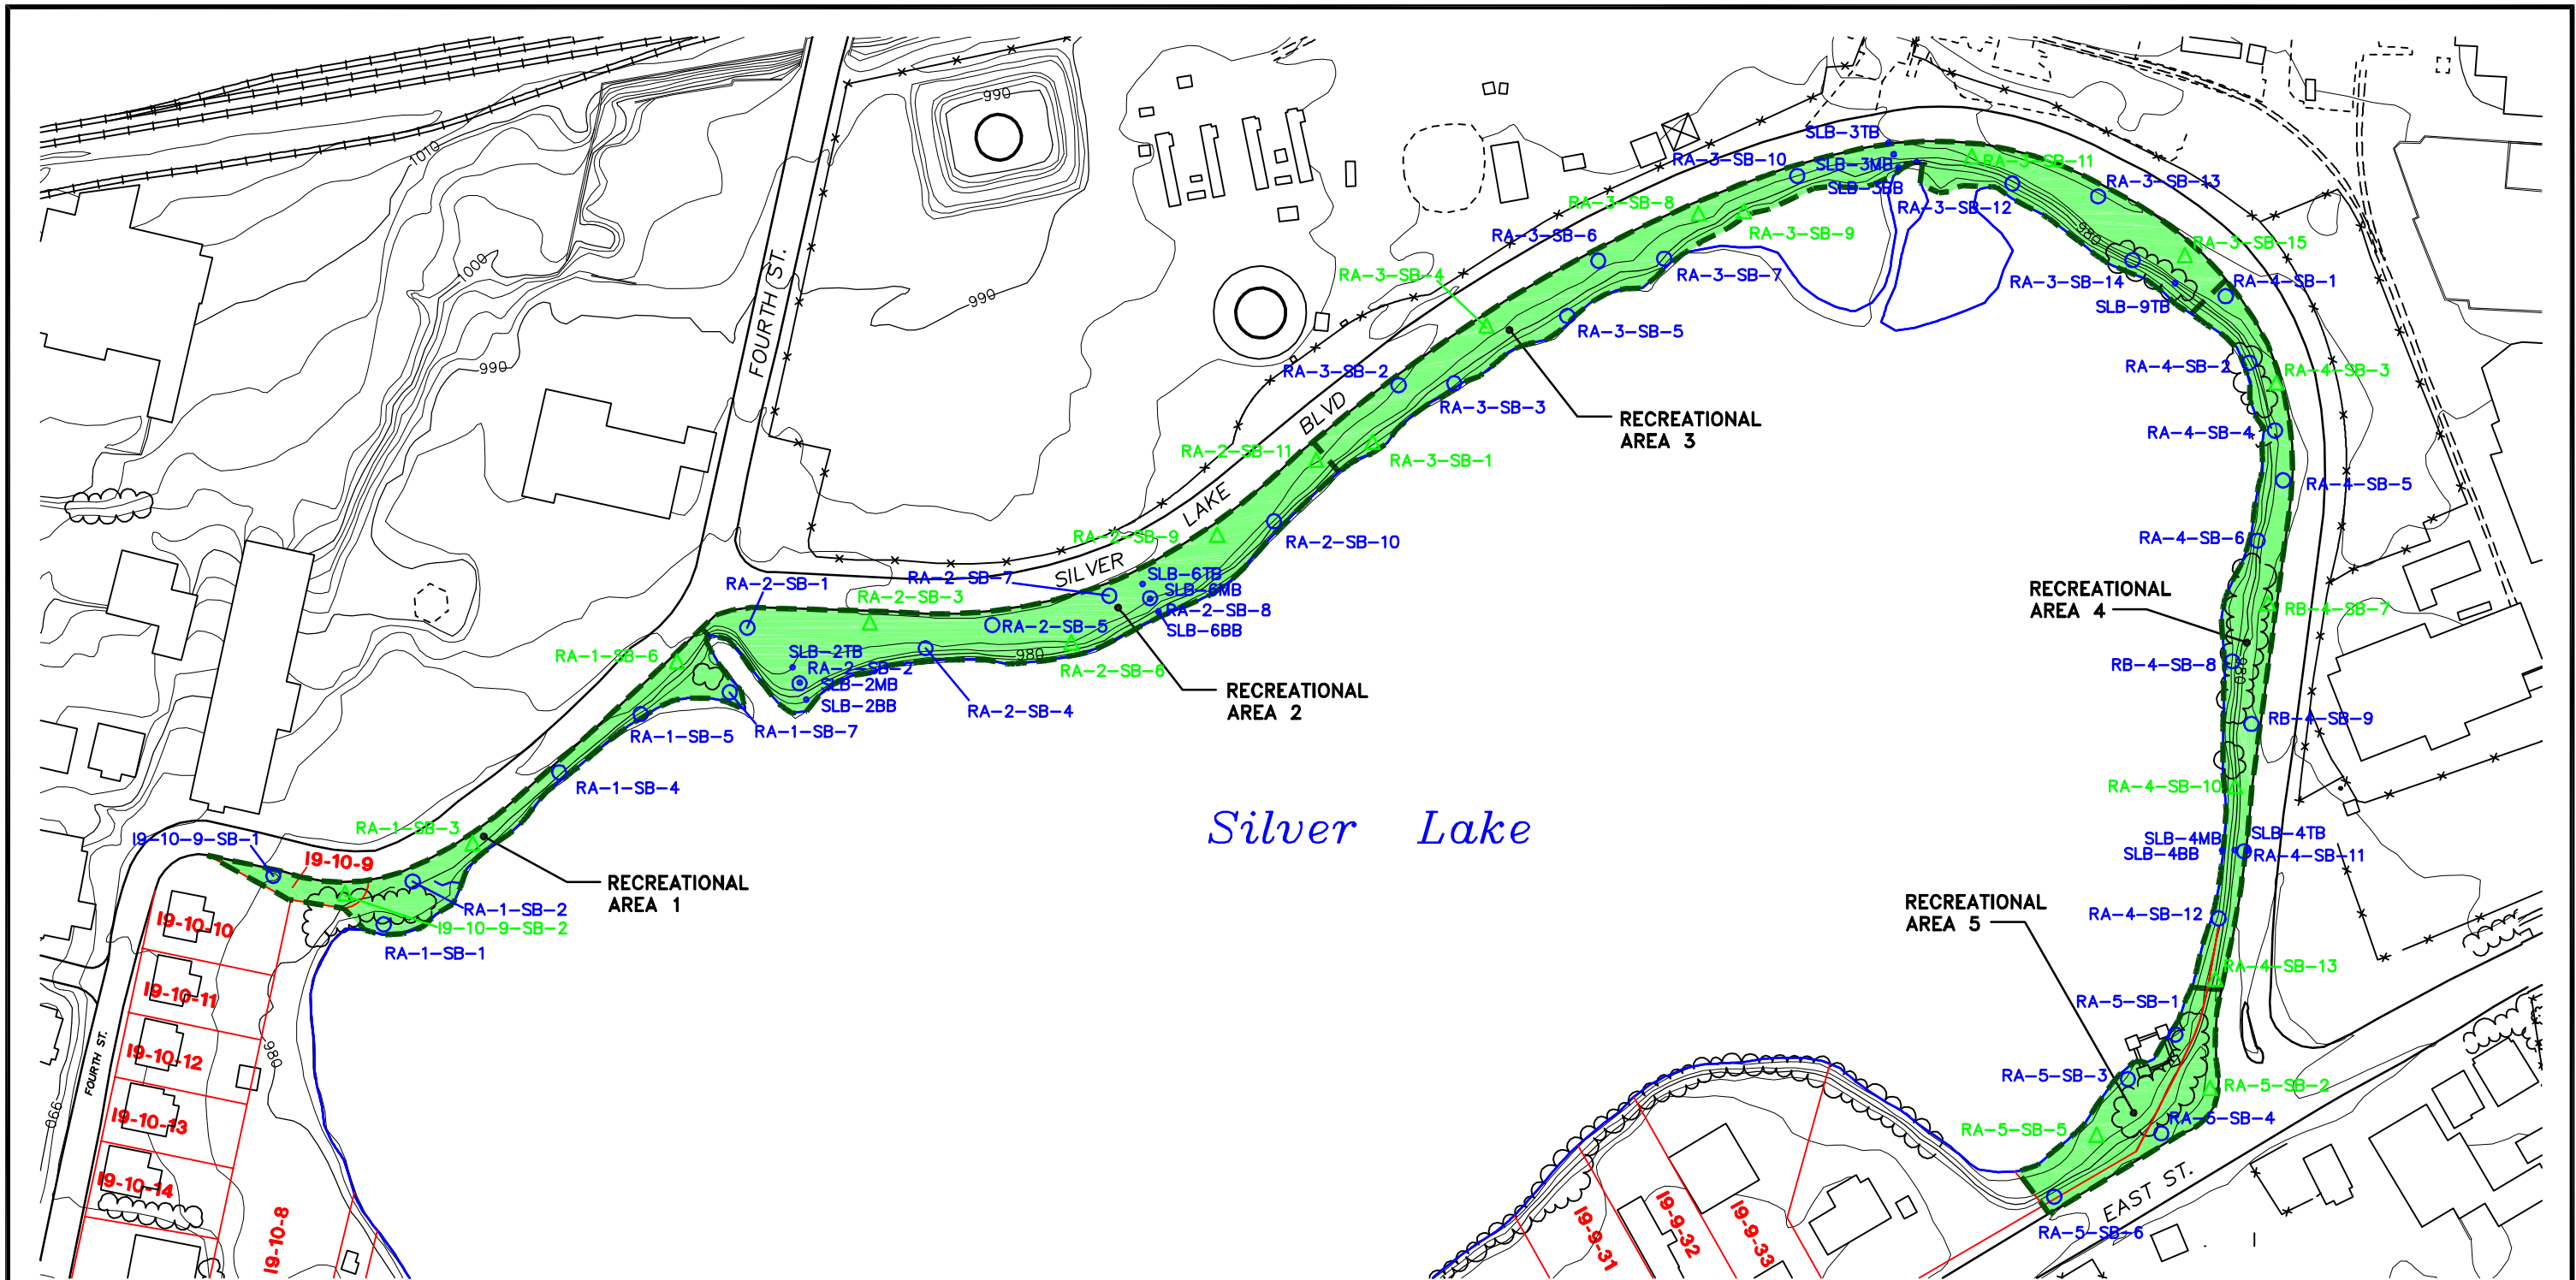 990
1010
1000
990
990
FOURTH ST.
SLB-3TB
RA-3-SB-10
SLB-3MB
SLB-3BB
RA-3-SB-11
RA-3-SB-13
RA-3-SB-12
RA-3-SB-8
RA-3-SB-9
RA-3-SB-6
RA-3-SB-7
980
RA-3-SB-15
RA-3-SB-14
RA-4-SB-1
SLB-9TB
RA-3-SB-4
RA-3-SB-5
RA-3-SB-2
RA-3-SB-3
RECREATIONAL
AREA 3
RA-4-SB-2
RA-4-SB-3
RA-4-SB-4
RA-4-SB-5
RA-4-SB-6
SILVER LAKE BLVD
RA-2-SB-11
RA-3-SB-1
RA-2-SB-9
RA-2-SB-10
RA-2-SB-1
RA-2-SB-7
RA-2-SB-3
SLB-6TB
SLB-6MB
RA-2-SB-8
SLB-6BB
RA-2-SB-5
980
RA-2-SB-6
RECREATIONAL
AREA 4
RB-4-SB-7
RB-4-SB-8
980
RB-4-SB-9
RA-1-SB-6
SLB-2TB
RA-2-SB-2
SLB-2MB
SLB-2BB
RA-2-SB-4
RECREATIONAL
AREA 2
RA-1-SB-5
RA-1-SB-7
RA-1-SB-4
RA-4-SB-10
Silver Lake
RA-1-SB-3
I9-10-9-SB-1
I9-10-9
SLB-4MB
SLB-4TB
SLB-4BB
RA-4-SB-11
RECREATIONAL
AREA 1
RA-1-SB-2
I9-10-9-SB-2
RA-1-SB-1
RECREATIONAL
AREA 5
RA-4-SB-12
RA-4-SB-13
I9-10-10
I9-10-11
I9-10-12
I9-10-13
I9-10-14
FOURTH ST.
990
980
I9-10-8
RA-5-SB-1
RA-5-SB-3
RA-5-SB-2
RA-5-SB-4
RA-5-SB-5
RA-5-SB-6
EAST ST.
I9-9-31
I9-9-32
I9-9-33